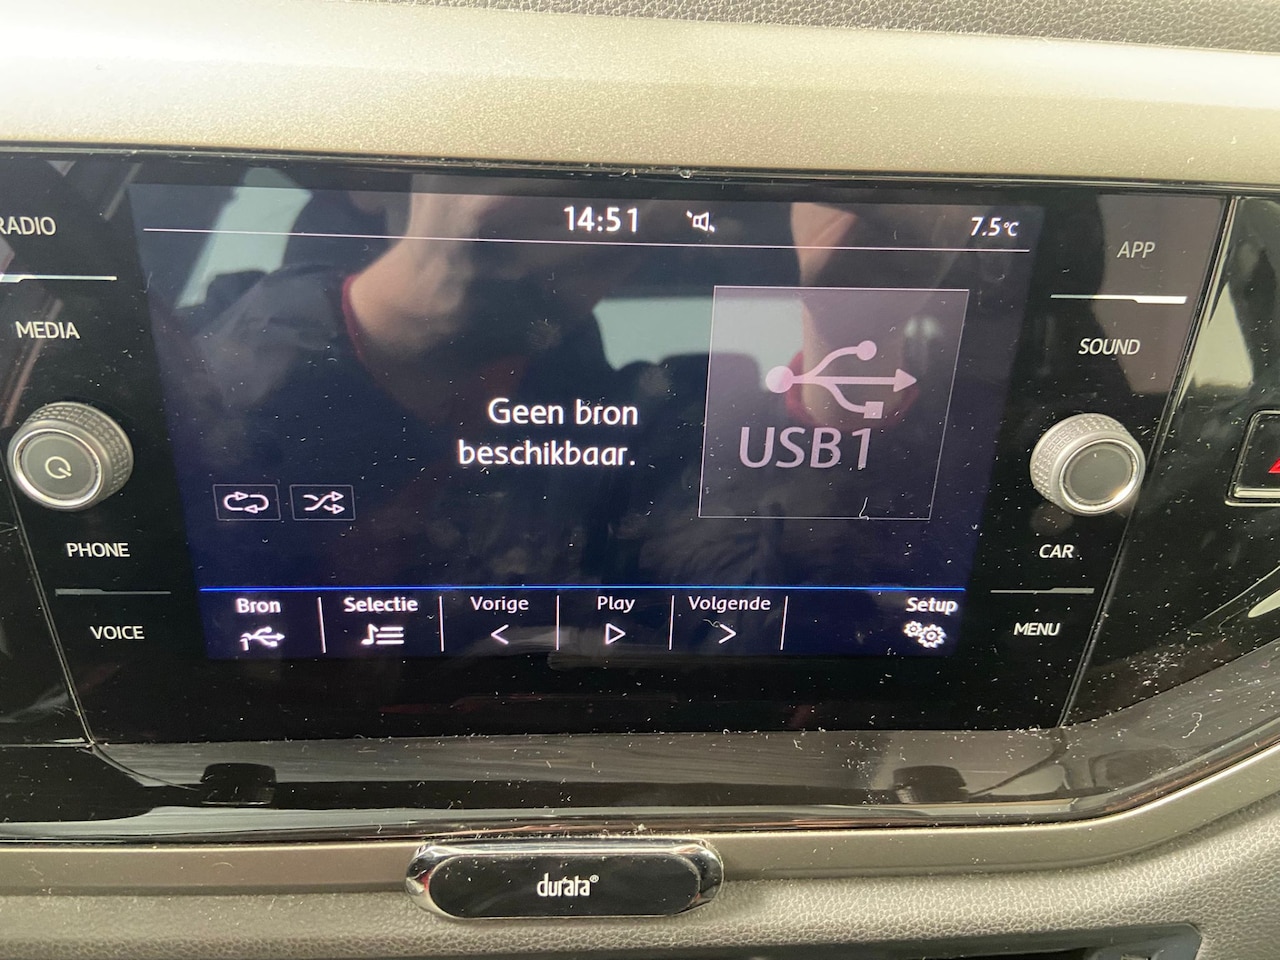 14:51
7.5°C
RADIO
MEDIA
PHONE
VOICE
Geen bron
beschikbaar.
USB1
Bron
Selectie
Vorige
Play
Volgende
Setup
1
APP
SOUND
CAR
MENU
durata®